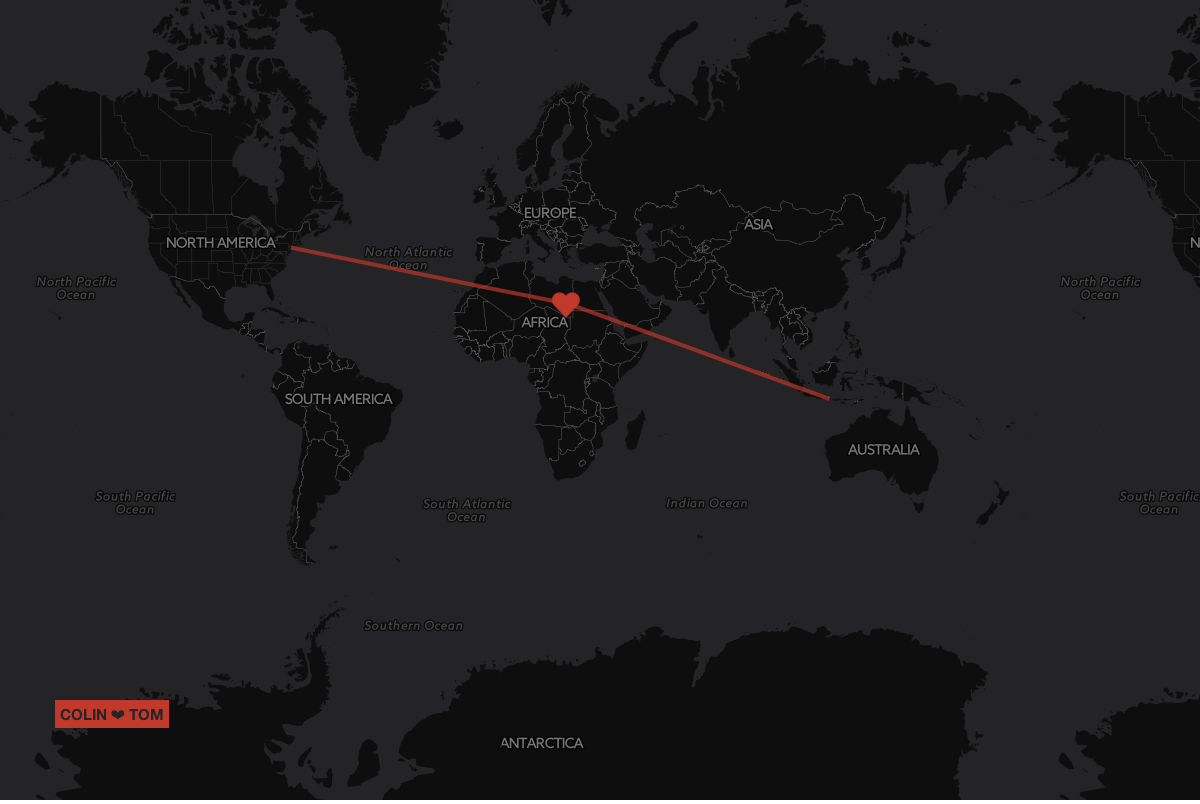 EUROPE
ASIA
NORTH AMERICA
N
North Atlantic
Ocean
North Pacific
Ocean
North Pacific
Ocean
AFRICA
SOUTH AMERICA
AUSTRALIA
South Pacific
Ocean
South Atlantic
Ocean
Indian Ocean
South Pacific
Ocean
Southern Ocean
COLIN ❤ TOM
ANTARCTICA